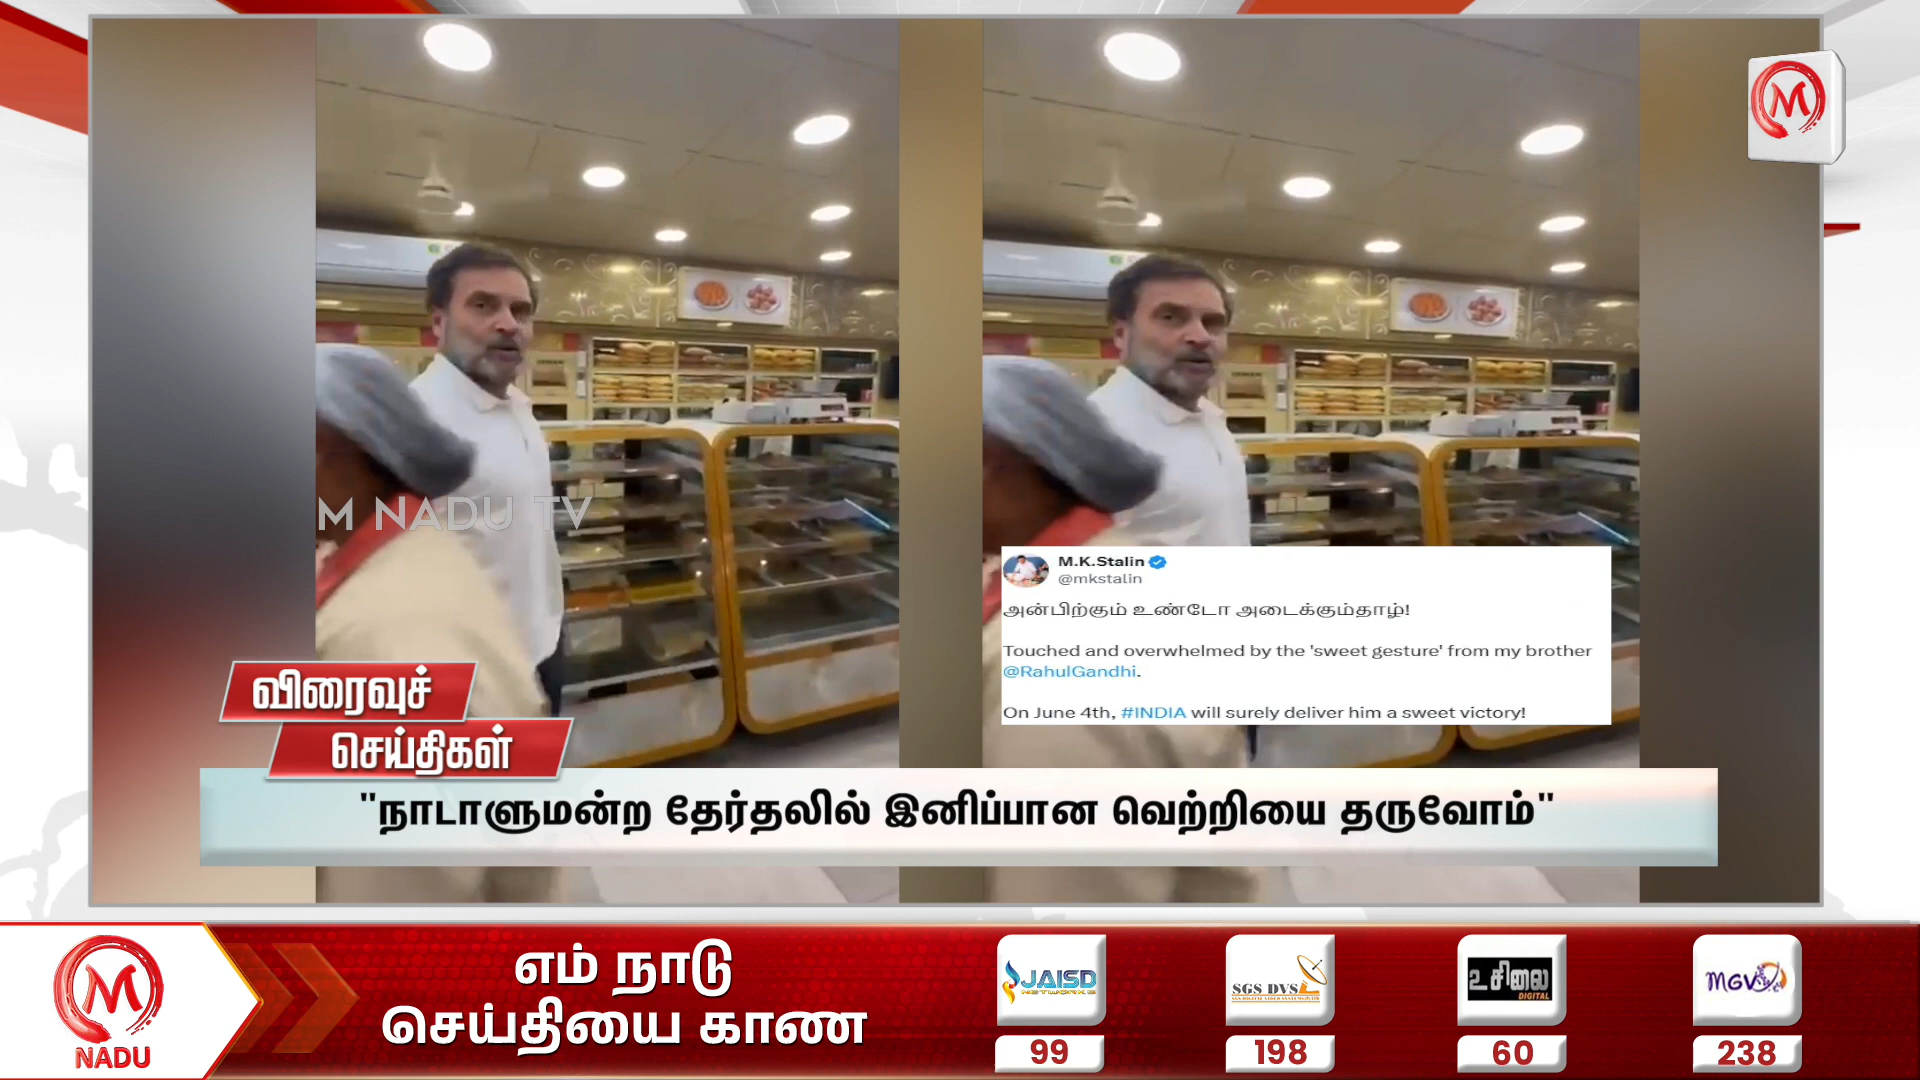 M
M NADU TV
M.K.Stalin
@mkstalin
அன்பிற்கும் உண்டோ அடைக்கும்தாழ்!
Touched and overwhelmed by the 'sweet gesture' from my brother
@RahulGandhi.
On June 4th, #INDIA will surely deliver him a sweet victory!
விரைவுச்
செய்திகள்
"நாடாளுமன்ற தேர்தலில் இனிப்பான வெற்றியை தருவோம்"
M
NADU
எம் நாடு
செய்தியை காண
JAISD
NETWORKS
99
SGS DVS
198
உசிலை
DIGITAL
60
MGV
238